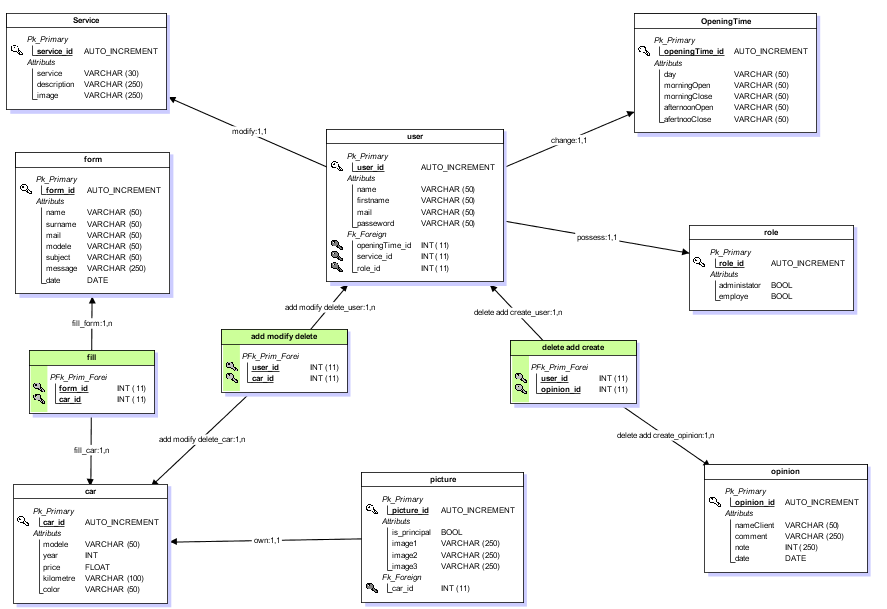 Service
Pk_Primary
service_id AUTO_INCREMENT
Attributs
service VARCHAR (30)
description VARCHAR (250)
image VARCHAR (250)
OpeningTime
Pk_Primary
openingTime_id AUTO_INCREMENT
Attributs
day VARCHAR (50)
morningOpen VARCHAR (50)
morningClose VARCHAR (50)
afternoonOpen VARCHAR (50)
afertnooClose VARCHAR (50)
modify:1,1
change:1,1
user
Pk_Primary
user_id AUTO_INCREMENT
Attributs
name VARCHAR (50)
firstname VARCHAR (50)
mail VARCHAR (50)
passeword VARCHAR (50)
Fk_Foreign
openingTime_id INT (11)
service_id INT (11)
role_id INT (11)
form
Pk_Primary
form_id AUTO_INCREMENT
Attributs
name VARCHAR (50)
surname VARCHAR (50)
mail VARCHAR (50)
modele VARCHAR (50)
subject VARCHAR (50)
message VARCHAR (250)
date DATE
possess:1,1
role
Pk_Primary
role_id AUTO_INCREMENT
Attributs
administator BOOL
employe BOOL
fill_form:1,n
add modify delete_user:1,n
delete add create_user:1,n
fill
PFk_Prim_Forei
form_id INT (11)
car_id INT (11)
add modify delete
PFk_Prim_Forei
user_id INT (11)
car_id INT (11)
delete add create
PFk_Prim_Forei
user_id INT (11)
opinion_id INT (11)
fill_car:1,n
add modify delete_car:1,n
delete add create_opinion:1,n
car
Pk_Primary
car_id AUTO_INCREMENT
Attributs
modele VARCHAR (50)
year INT
price FLOAT
kilometre VARCHAR (100)
color VARCHAR (50)
own:1,1
picture
Pk_Primary
picture_id AUTO_INCREMENT
Attributs
is_principal BOOL
image1 VARCHAR (250)
image2 VARCHAR (250)
image3 VARCHAR (250)
Fk_Foreign
car_id INT (11)
opinion
Pk_Primary
opinion_id AUTO_INCREMENT
Attributs
nameClient VARCHAR (50)
comment VARCHAR (250)
note INT (250)
date DATE